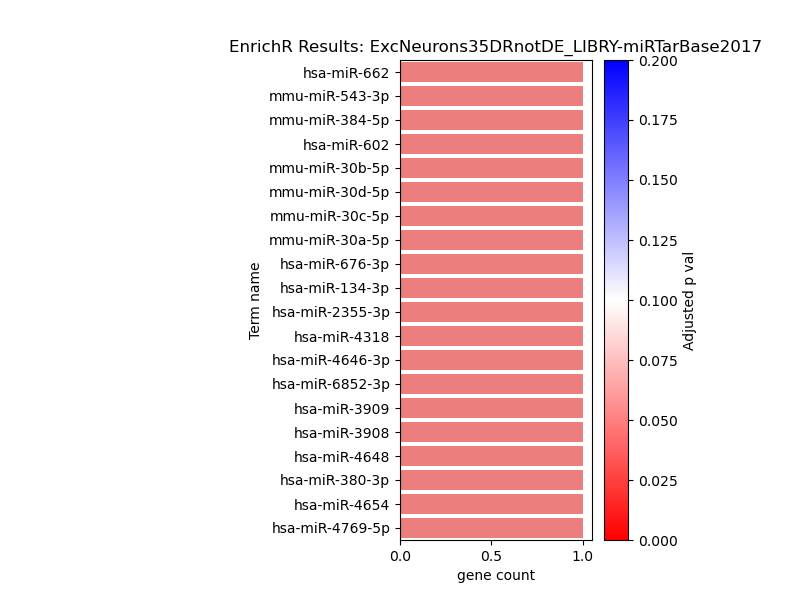 EnrichR Results: ExcNeurons35DRnotDE_LIBRY-miRTarBase2017
hsa-miR-662
mmu-miR-543-3p
mmu-miR-384-5p
hsa-miR-602
mmu-miR-30b-5p
mmu-miR-30d-5p
mmu-miR-30c-5p
mmu-miR-30a-5p
hsa-miR-676-3p
hsa-miR-134-3p
hsa-miR-2355-3p
hsa-miR-4318
hsa-miR-4646-3p
hsa-miR-6852-3p
hsa-miR-3909
hsa-miR-3908
hsa-miR-4648
hsa-miR-380-3p
hsa-miR-4654
hsa-miR-4769-5p
Term name
0.0 0.5 1.0
gene count
0.200
0.175
0.150
0.125
0.100
0.075
0.050
0.025
0.000
Adjusted p val